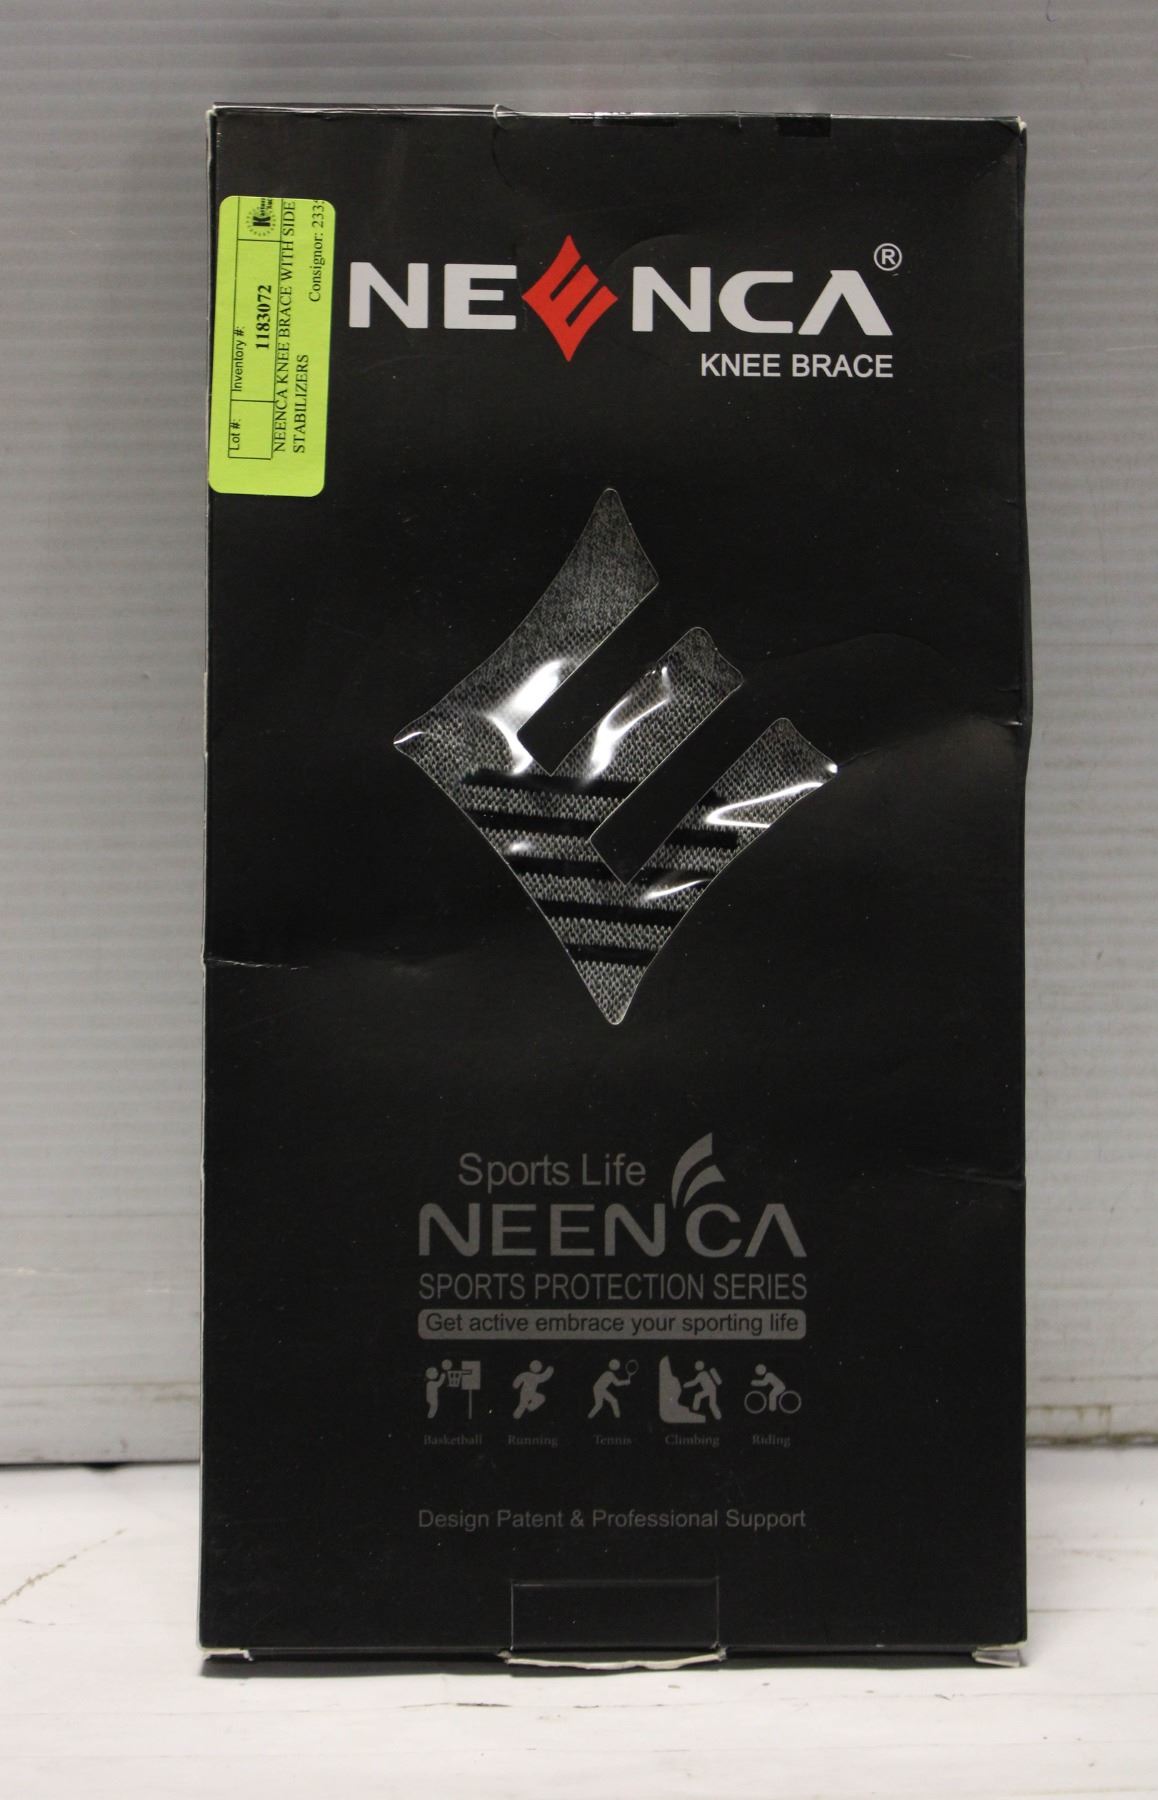 NEENCA®
KNEE BRACE
Lot #:
Inventory #:
1183072
NEENCA KNEE BRACE WITH SIDE
STABILIZERS
Consignor:
Sports Life
NEENCA
SPORTS PROTECTION SERIES
Get active embrace your sporting life
Basketball Running Tennis Climbing Riding
Design Patent & Professional Support